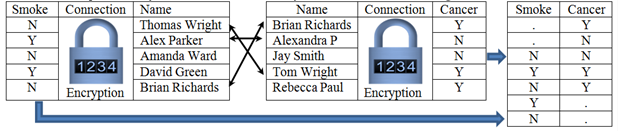 Smoke Connection Name Name Connection Cancer Smoke Cancer
N Thomas Wright Brian Richards Y . Y
Y Alex Parker Alexandra P N . N
N Amanda Ward Jay Smith N N N
Y 1234 David Green Tom Wright 1234 Y Y Y
N Encryption Brian Richards Rebecca Paul Encryption Y N Y
Y .
N .